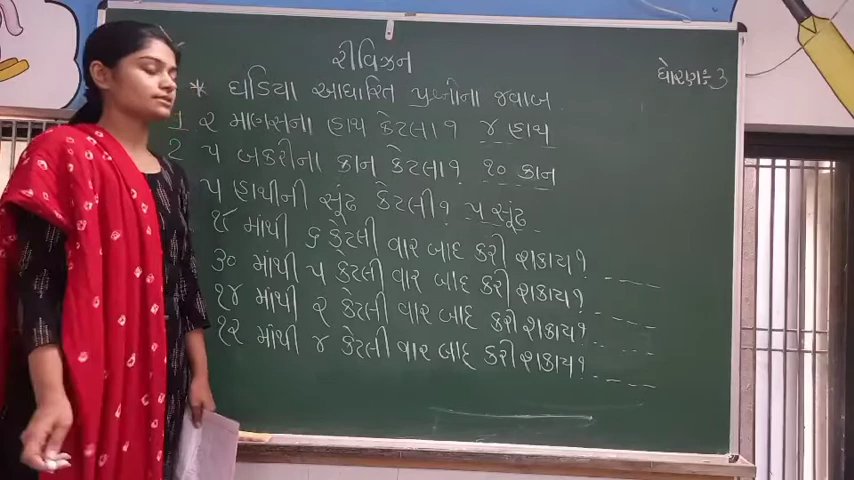 રીવિઝન
ધોરણઃ-3
* ઘડિયા આધારિત પ્રશ્નોના જવાબ.
1 ૨ માણસના હાથ કેટલા? ૪ હાથ
2 ૫ બકરીના કાન કેટલા? ૧૦ કાન
૫ હાથીની સૂંઢ કેટલી? ૫ સૂંઢ
૧૮ માંથી ૬ કેટલી વાર બાદ કરી શકાય?
૩૦ માંથી ૫ કેટલી વાર બાદ કરી શકાય?
૧૪ માંથી ૨ કેટલી વાર બાદ કરી શકાય?
૧૨ માંથી ૪ કેટલી વાર બાદ કરી શકાય?